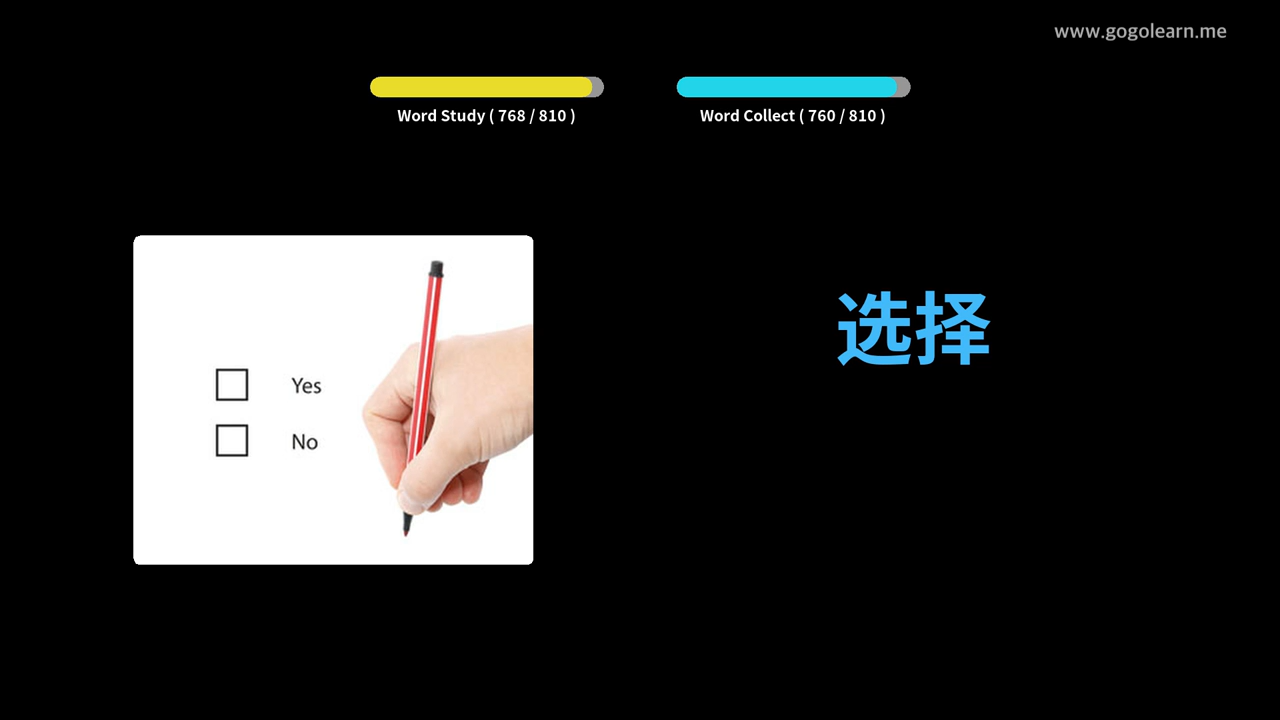 www.gogolearn.me
Word Study ( 768 / 810 )
Word Collect ( 760 / 810 )
选择
Yes
No